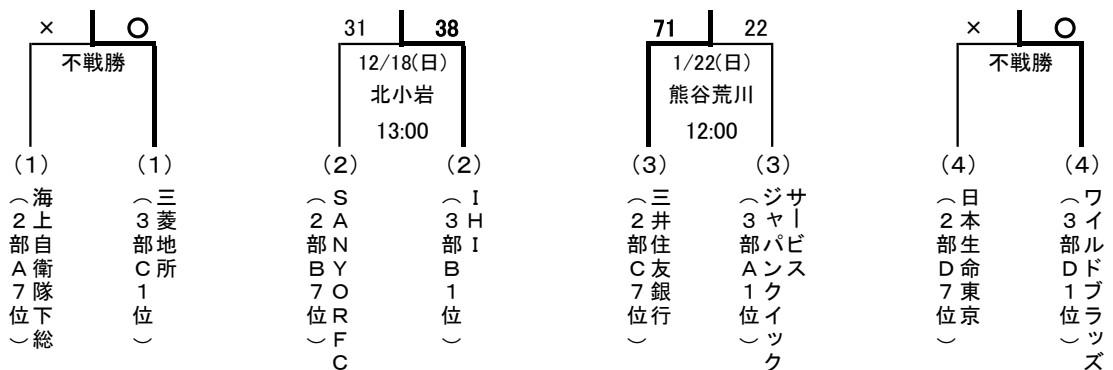 × ○
不戦勝
(1) (1)
海上自衛隊下総
(2部A7位)
三菱地所
(3部C1位)
31 38
12/18(日)
北小岩
13:00
(2) (2)
SANYORFC
(2部B7位)
IHI
(3部B1位)
71 22
1/22(日)
熊谷荒川
12:00
(3) (3)
三井住友銀行
(2部C7位)
サービス
ジャパンクイック
(3部A1位)
× ○
不戦勝
(4) (4)
日本生命東京
(2部D7位)
ワイルドブラッズ
(3部D1位)